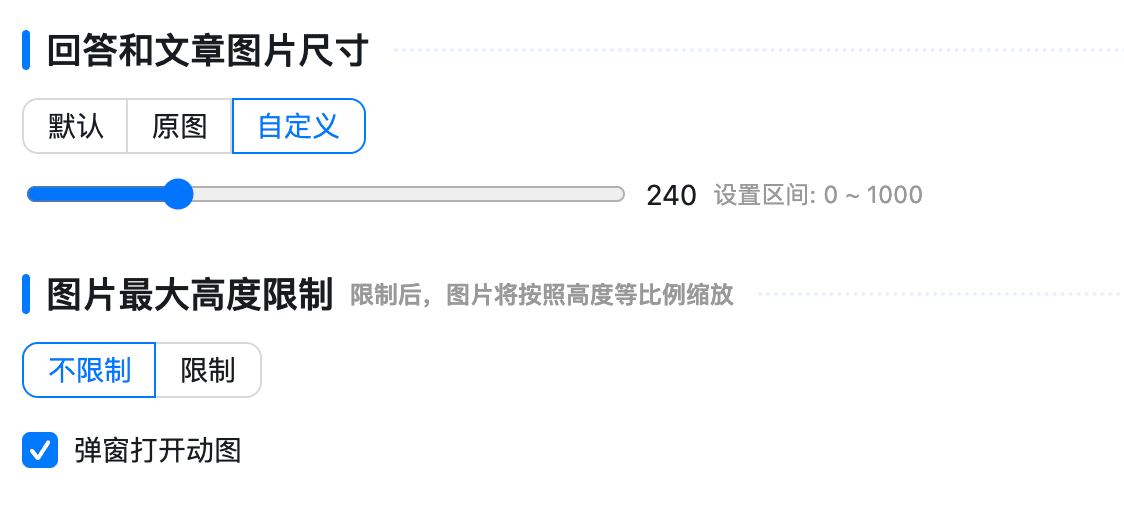 回答和文章图片尺寸
默认 原图 自定义
240 设置区间: 0 ~ 1000
图片最大高度限制 限制后，图片将按照高度等比例缩放
不限制 限制
弹窗打开动图